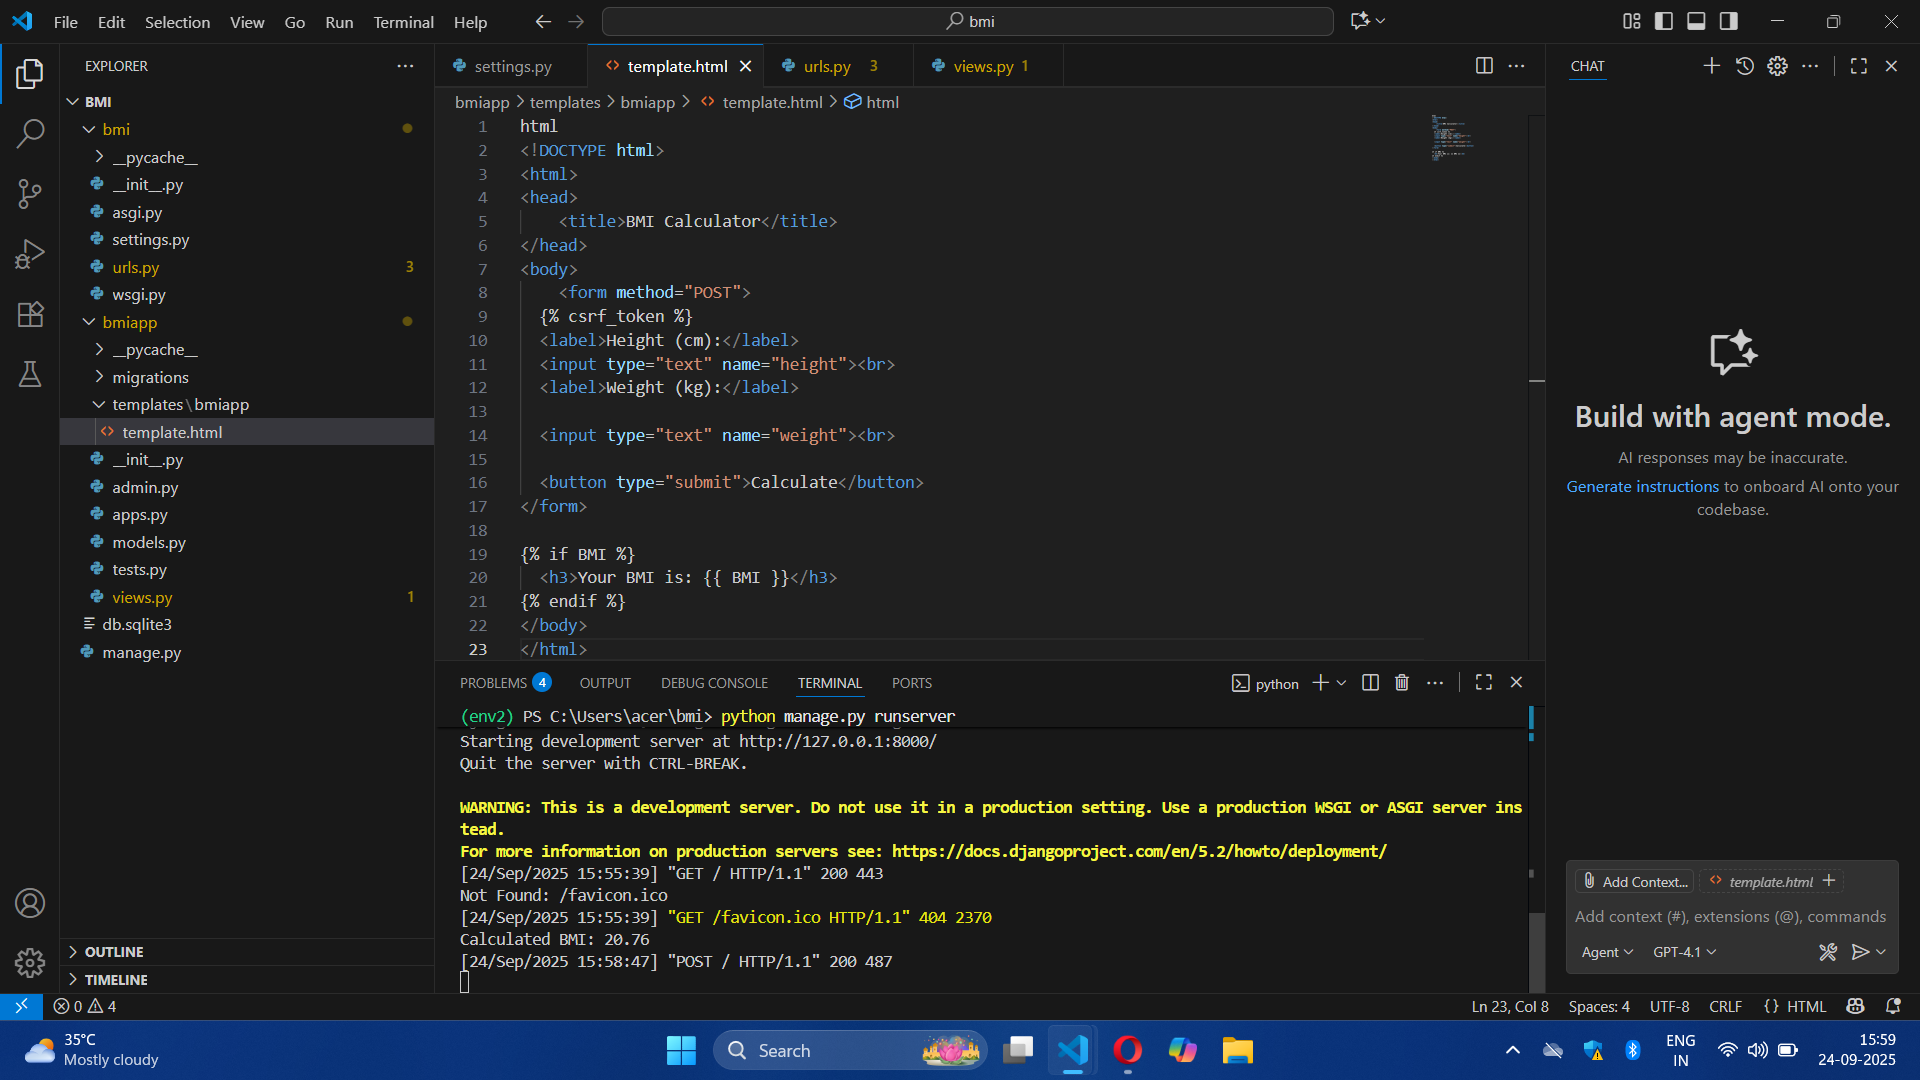 File Edit Selection View Go Run Terminal Help
bmi
EXPLORER
BMI
bmi
__pycache__
__init__.py
asgi.py
settings.py
urls.py 3
wsgi.py
bmiapp
__pycache__
migrations
templates\bmiapp
template.html
__init__.py
admin.py
apps.py
models.py
tests.py
views.py 1
db.sqlite3
manage.py
OUTLINE
TIMELINE
settings.py template.html urls.py 3 views.py 1
bmiapp > templates > bmiapp > template.html > html
1 html
2 <!DOCTYPE html>
3 <html>
4 <head>
5 <title>BMI Calculator</title>
6 </head>
7 <body>
8 <form method="POST">
9 {% csrf_token %}
10 <label>Height (cm):</label>
11 <input type="text" name="height"><br>
12 <label>Weight (kg):</label>
13
14 <input type="text" name="weight"><br>
15
16 <button type="submit">Calculate</button>
17 </form>
18
19 {% if BMI %}
20 <h3>Your BMI is: {{ BMI }}</h3>
21 {% endif %}
22 </body>
23 </html>
PROBLEMS 4 OUTPUT DEBUG CONSOLE TERMINAL PORTS
python
(env2) PS C:\Users\acer\bmi> python manage.py runserver
Starting development server at http://127.0.0.1:8000/
Quit the server with CTRL-BREAK.
WARNING: This is a development server. Do not use it in a production setting. Use a production WSGI or ASGI server ins
tead.
For more information on production servers see: https://docs.djangoproject.com/en/5.2/howto/deployment/
[24/Sep/2025 15:55:39] "GET / HTTP/1.1" 200 443
Not Found: /favicon.ico
[24/Sep/2025 15:55:39] "GET /favicon.ico HTTP/1.1" 404 2370
Calculated BMI: 20.76
[24/Sep/2025 15:58:47] "POST / HTTP/1.1" 200 487
CHAT
Build with agent mode.
AI responses may be inaccurate.
Generate instructions to onboard AI onto your
codebase.
Add Context... template.html
Add context (#), extensions (@), commands
Agent GPT-4.1
0 4
Ln 23, Col 8 Spaces: 4 UTF-8 CRLF {} HTML
35°C
Mostly cloudy
Search
ENG
IN
15:59
24-09-2025